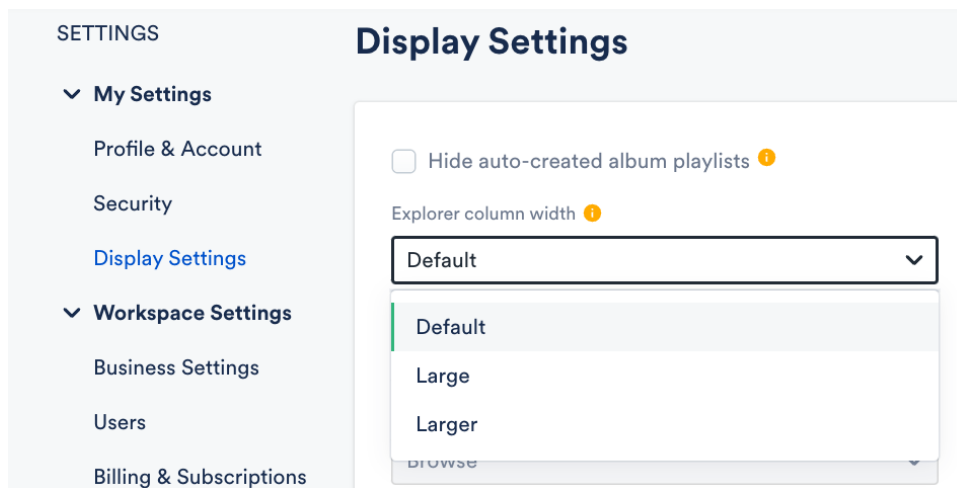 SETTINGS
My Settings
Profile & Account
Security
Display Settings
Workspace Settings
Business Settings
Users
Billing & Subscriptions
Display Settings
Hide auto-created album playlists
Explorer column width
Default
Default
Large
Larger
Browse